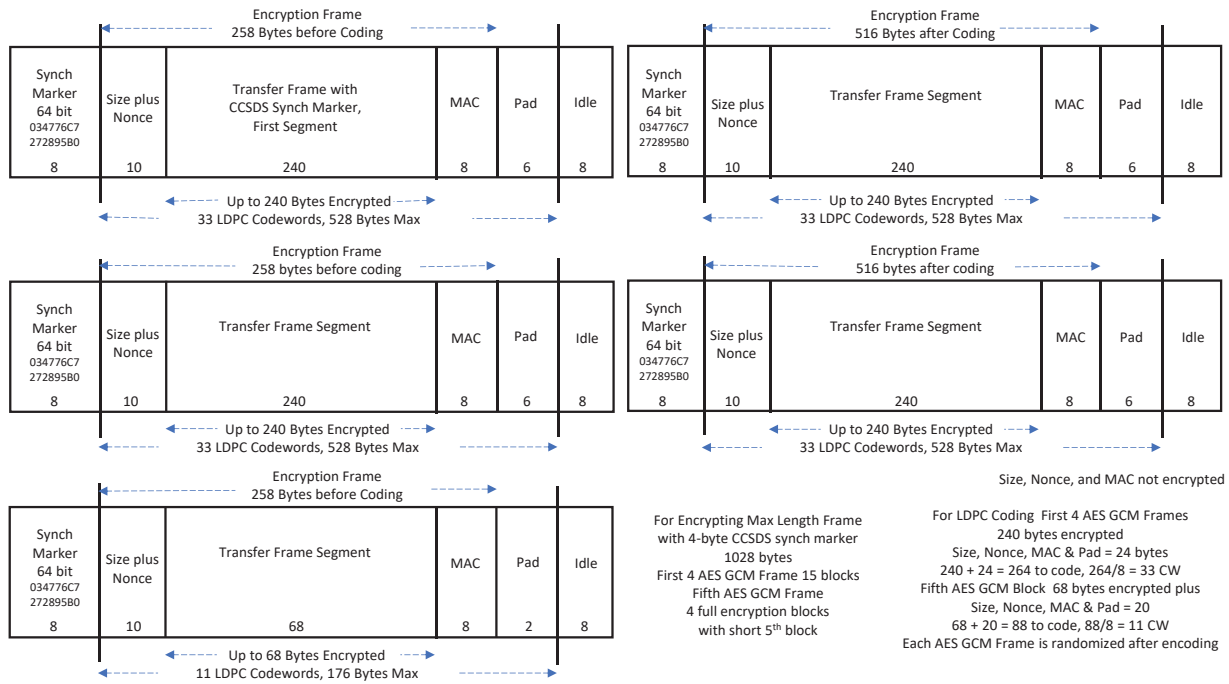 Encryption Frame
258 Bytes before Coding
Synch
Marker
64 bit
034776C7
272895B0
8
Size plus
Nonce
10
Transfer Frame with
CCSDS Synch Marker,
First Segment
240
MAC
8
Pad
6
Idle
8
Up to 240 Bytes Encrypted
33 LDPC Codewords, 528 Bytes Max
Encryption Frame
516 Bytes after Coding
Synch
Marker
64 bit
034776C7
272895B0
8
Size plus
Nonce
10
Transfer Frame Segment
240
MAC
8
Pad
6
Idle
8
Up to 240 Bytes Encrypted
33 LDPC Codewords, 528 Bytes Max
Encryption Frame
258 bytes before coding
Synch
Marker
64 bit
034776C7
272895B0
8
Size plus
Nonce
10
Transfer Frame Segment
240
MAC
8
Pad
6
Idle
8
Up to 240 Bytes Encrypted
33 LDPC Codewords, 528 Bytes Max
Encryption Frame
516 bytes after coding
Synch
Marker
64 bit
034776C7
272895B0
8
Size plus
Nonce
10
Transfer Frame Segment
240
MAC
8
Pad
6
Idle
8
Up to 240 Bytes Encrypted
33 LDPC Codewords, 528 Bytes Max
Encryption Frame
258 Bytes before Coding
Synch
Marker
64 bit
034776C7
272895B0
8
Size plus
Nonce
10
Transfer Frame Segment
68
MAC
8
Pad
2
Idle
8
Up to 68 Bytes Encrypted
11 LDPC Codewords, 176 Bytes Max
For Encrypting Max Length Frame
with 4-byte CCSDS synch marker
1028 bytes
First 4 AES GCM Frame 15 blocks
Fifth AES GCM Frame
4 full encryption blocks
with short 5th block
Size, Nonce, and MAC not encrypted
For LDPC Coding First 4 AES GCM Frames
240 bytes encrypted
Size, Nonce, MAC & Pad = 24 bytes
240 + 24 = 264 to code, 264/8 = 33 CW
Fifth AES GCM Block 68 bytes encrypted plus
Size, Nonce, MAC & Pad = 20
68 + 20 = 88 to code, 88/8 = 11 CW
Each AES GCM Frame is randomized after encoding